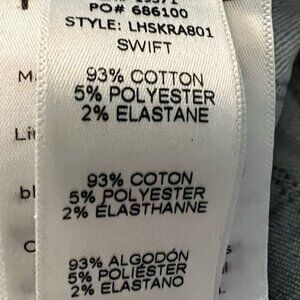 PO# 686100
STYLE: LHSKRA801
SWIFT
93% COTTON
5% POLYESTER
2% ELASTANE
93% COTON
5% POLYESTER
2% ELASTHANNE
93% ALGODÓN
5% POLIÉSTER
2% ELASTANO